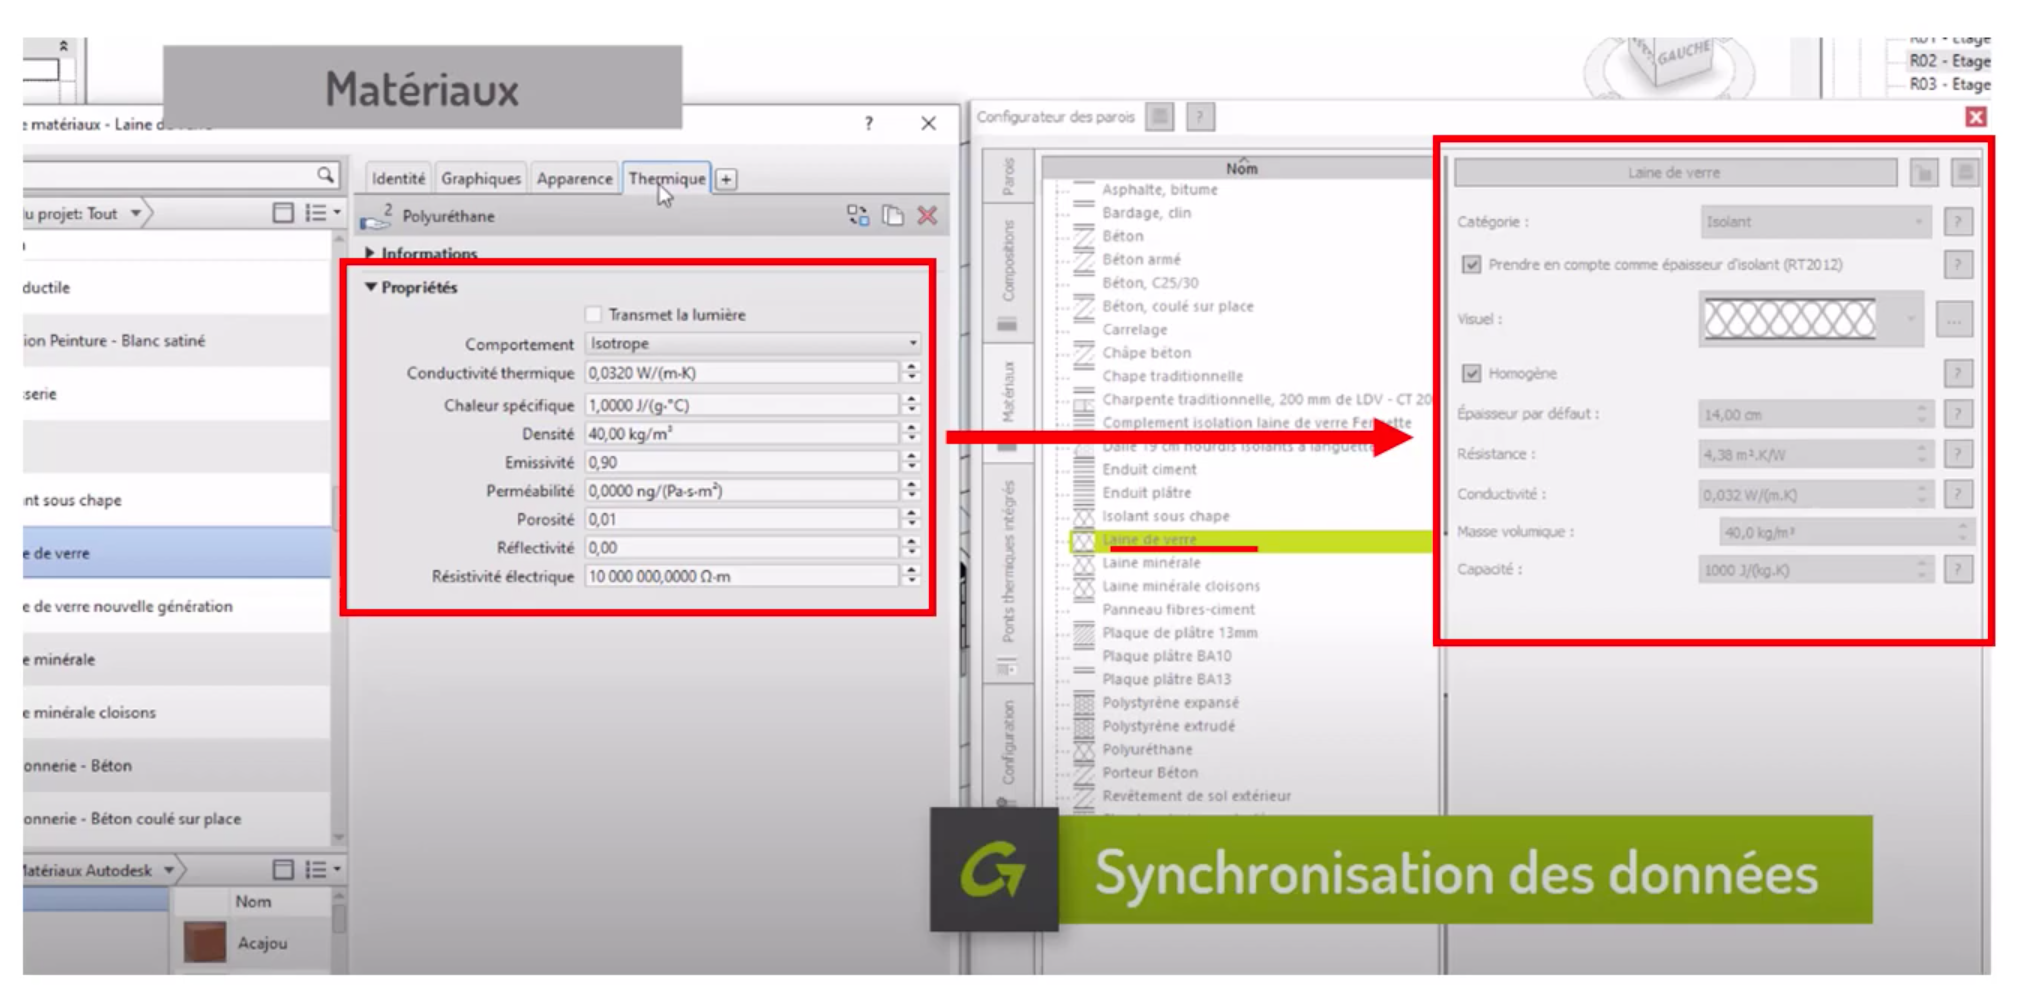 Matériaux
GAUCHE
R01 - Etage
R02 - Etage
R03 - Etage
e matériaux - Laine d
?
Identité Graphiques Apparence Thermique +
u projet: Tout
2 Polyuréthane
Informations
Propriétés
Transmet la lumière
Comportement Isotrope
Conductivité thermique 0,0320 W/(m·K)
Chaleur spécifique 1,0000 J/(g·°C)
Densité 40,00 kg/m³
Emissivité 0,90
Perméabilité 0,0000 ng/(Pa·s·m²)
Porosité 0,01
Réflectivité 0,00
Résistivité électrique 10 000 000,0000 Ω·m
ductile
ion Peinture - Blanc satiné
serie
nt sous chape
e de verre
e de verre nouvelle génération
e minérale
e minérale cloisons
onnerie - Béton
onnerie - Béton coulé sur place
Matériaux Autodesk
Nom
Acajou
Configurateur des parois ?
Parois
Compositions
Matériaux
Ponts thermiques intégrés
Configuration
Nom
Asphalte, bitume
Bardage, clin
Béton
Béton armé
Béton, C25/30
Béton, coulé sur place
Carrelage
Châpe béton
Chape traditionnelle
Charpente traditionnelle, 200 mm de LDV - CT 20
Complement isolation laine de verre Fermette
Dalle 19 cm hourdis isolants à languette
Enduit ciment
Enduit plâtre
Isolant sous chape
Laine de verre
Laine minérale
Laine minérale cloisons
Panneau fibres-ciment
Plaque de plâtre 13mm
Plaque plâtre BA10
Plaque plâtre BA13
Polystyrène expansé
Polystyrène extrudé
Polyuréthane
Porteur Béton
Revêtement de sol extérieur
Laine de verre
Catégorie : Isolant ?
Prendre en compte comme épaisseur d'isolant (RT2012) ?
Visuel : ...
Homogène ?
Épaisseur par défaut : 14,00 cm ?
Résistance : 4,38 m².K/W ?
Conductivité : 0,032 W/(m.K) ?
Masse volumique : 40,0 kg/m³
Capacité : 1000 J/(kg.K) ?
Synchronisation des données